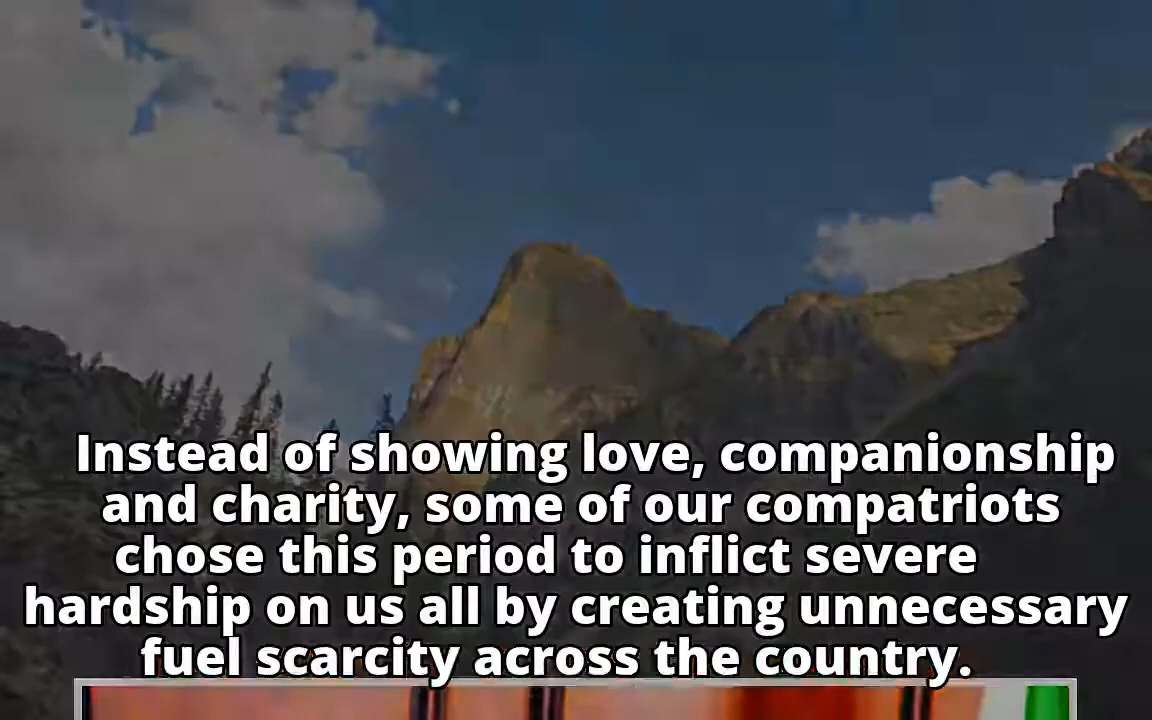 Instead of showing love, companionship
and charity, some of our compatriots
chose this period to inflict severe
hardship on us all by creating unnecessary
fuel scarcity across the country.